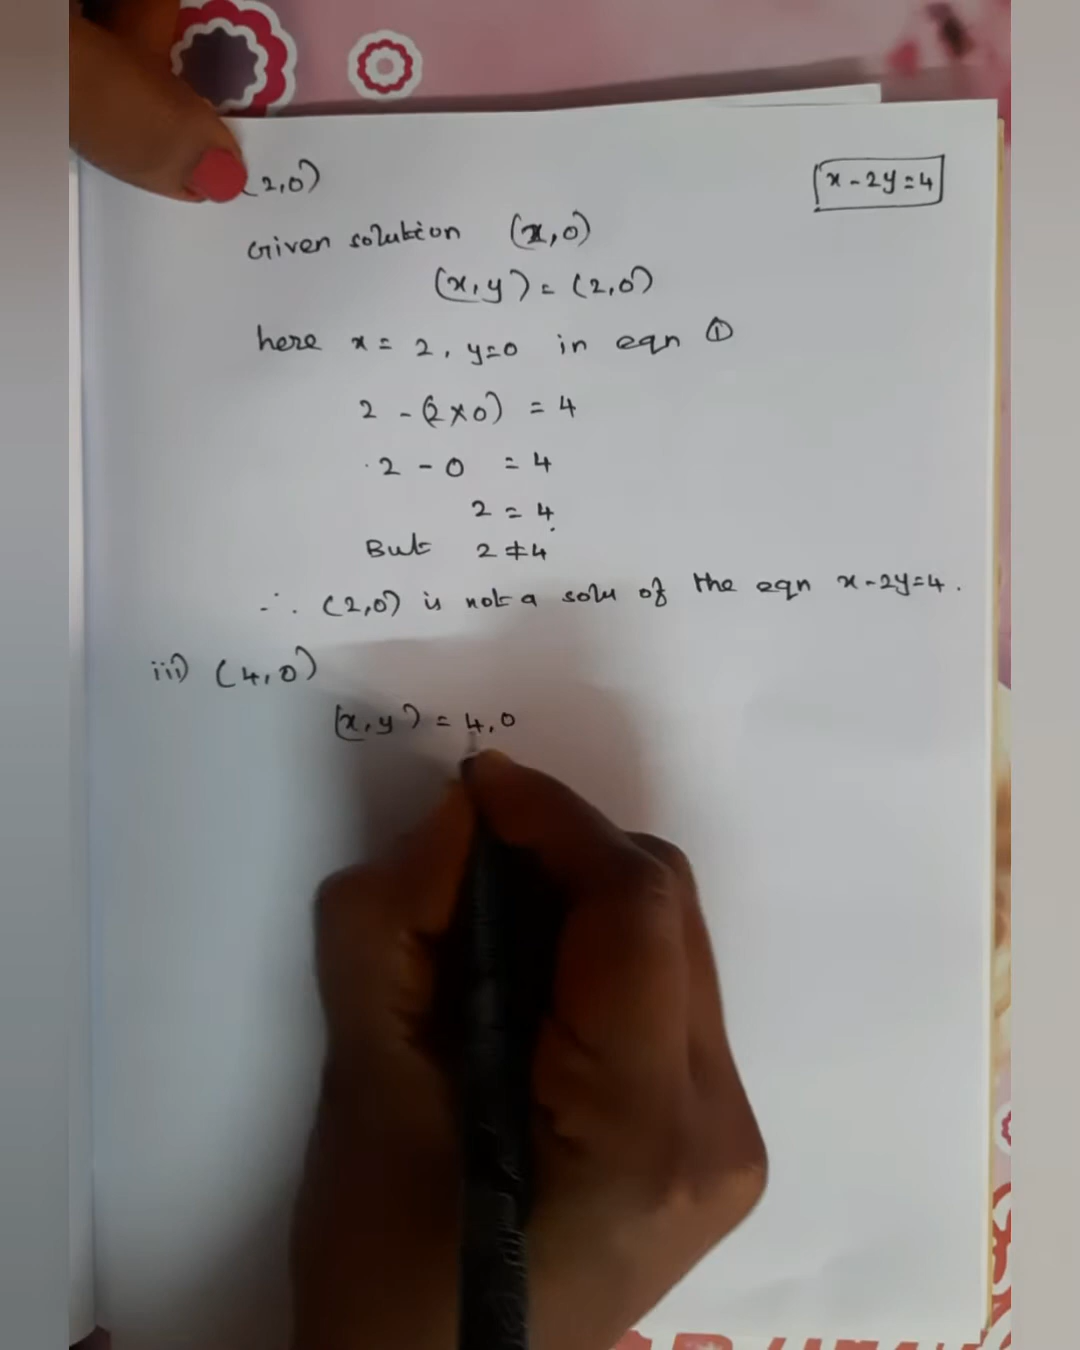 (2,0)
x - 2y = 4
Given solution (x,0)
(x,y) = (2,0)
here x = 2, y=0 in eqn ①
2 - (2×0) = 4
2 - 0 = 4
2 = 4
But 2 ≠ 4
∴ (2,0) is not a solu of the eqn x-2y=4.
iii) (4,0)
(x,y) = 4,0